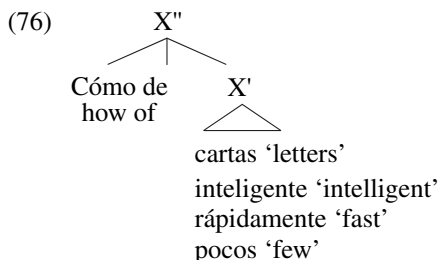 (76) X"
Cómo de X'
how of
cartas ‘letters’
inteligente ‘intelligent’
rápidamente ‘fast’
pocos ‘few’